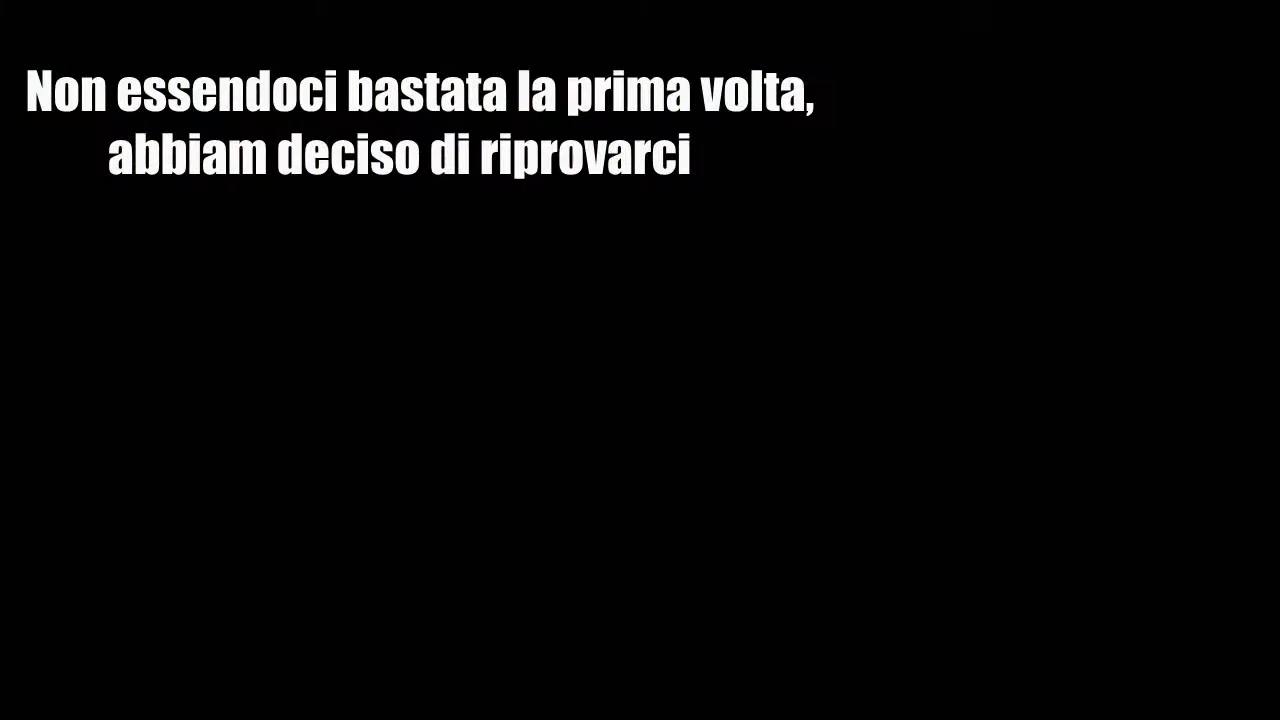 Non essendoci bastata la prima volta,
abbiam deciso di riprovarci